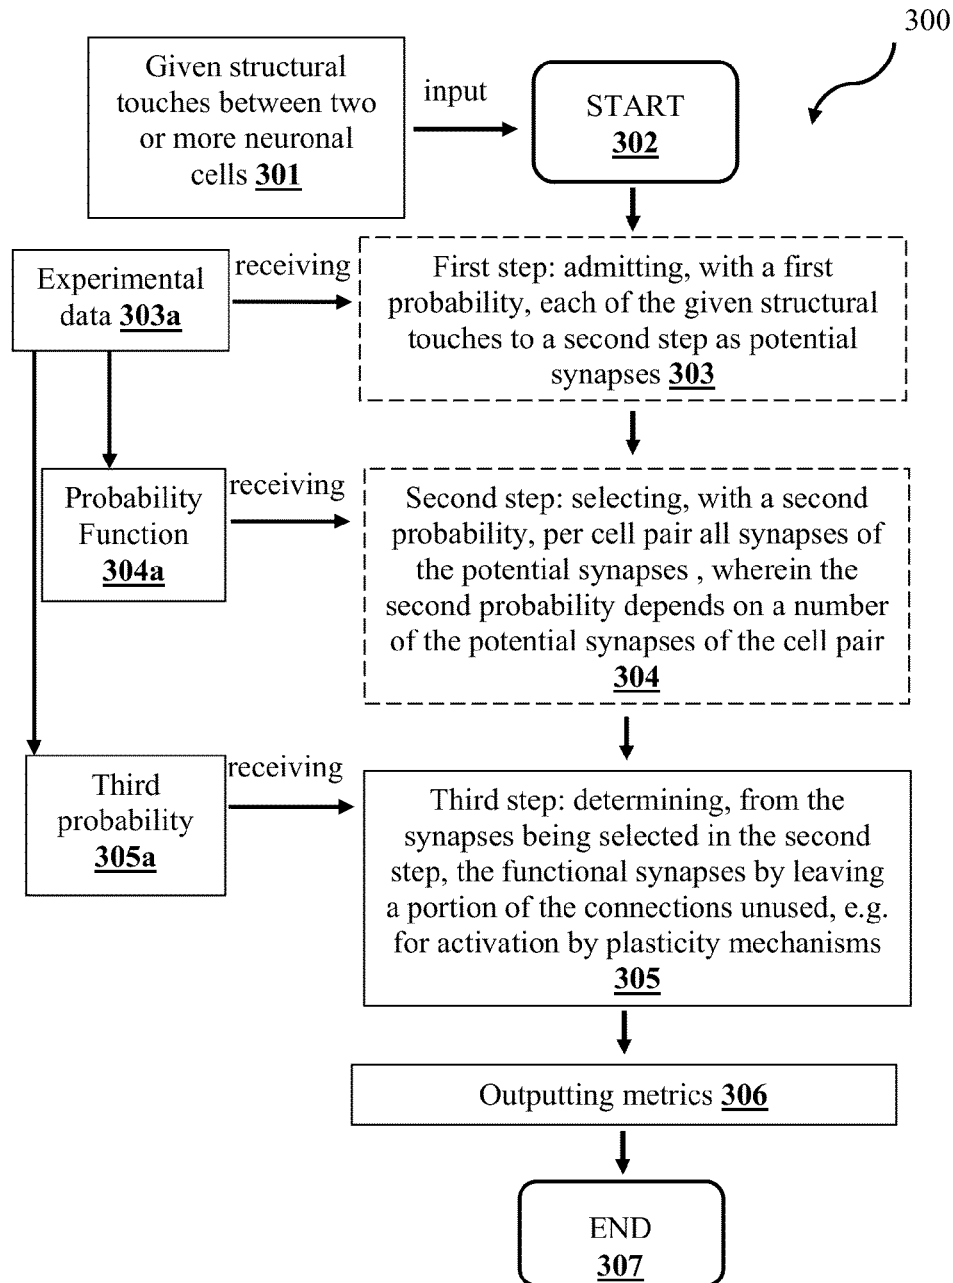 300
Given structural
touches between two
or more neuronal
cells 301
input
START
302
Experimental
data 303a
receiving
First step: admitting, with a first
probability, each of the given structural
touches to a second step as potential
synapses 303
Probability
Function
304a
receiving
Second step: selecting, with a second
probability, per cell pair all synapses of
the potential synapses , wherein the
second probability depends on a number
of the potential synapses of the cell pair
304
Third
probability
305a
receiving
Third step: determining, from the
synapses being selected in the second
step, the functional synapses by leaving
a portion of the connections unused, e.g.
for activation by plasticity mechanisms
305
Outputting metrics 306
END
307